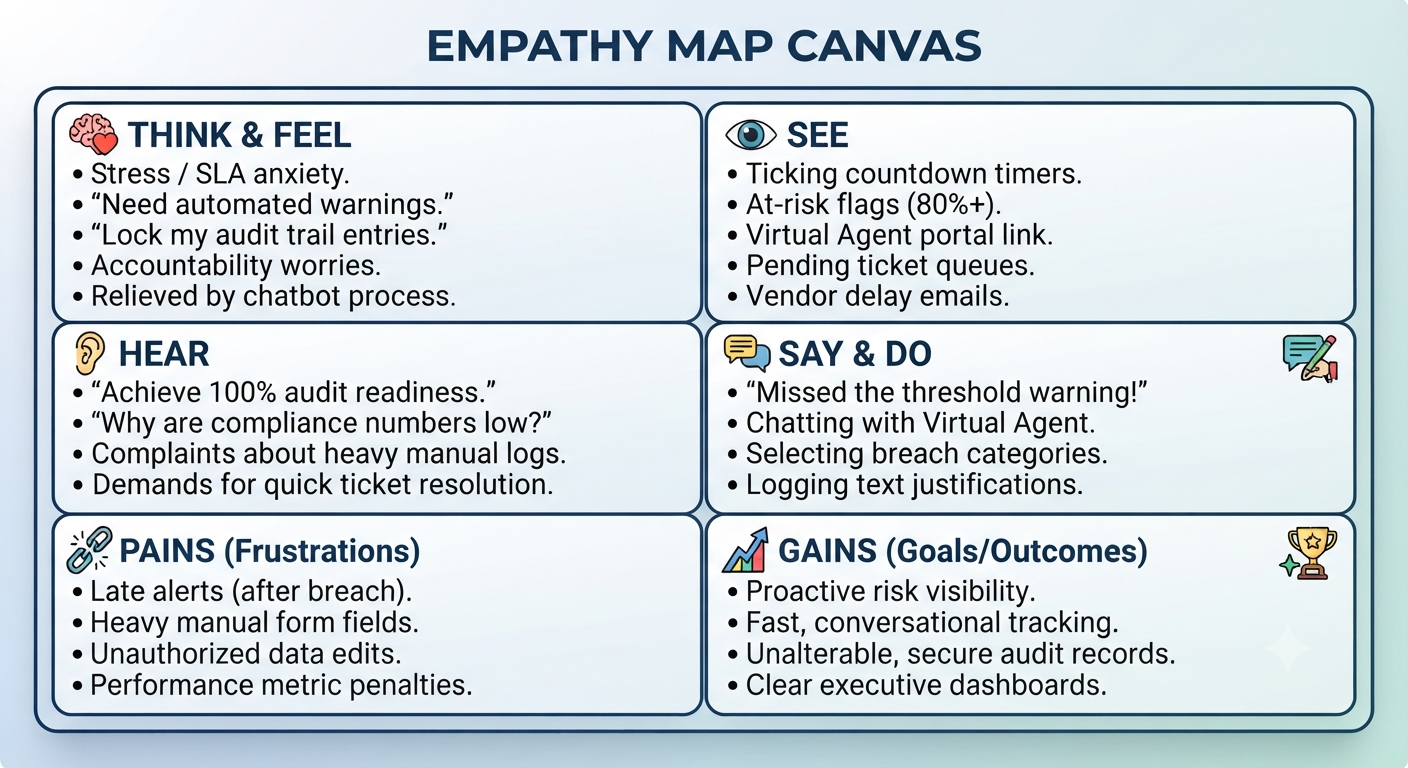 EMPATHY MAP CANVAS
THINK & FEEL
• Stress / SLA anxiety.
• “Need automated warnings.”
• “Lock my audit trail entries.”
• Accountability worries.
• Relieved by chatbot process.
SEE
• Ticking countdown timers.
• At-risk flags (80%+).
• Virtual Agent portal link.
• Pending ticket queues.
• Vendor delay emails.
HEAR
• “Achieve 100% audit readiness.”
• “Why are compliance numbers low?”
• Complaints about heavy manual logs.
• Demands for quick ticket resolution.
SAY & DO
• “Missed the threshold warning!”
• Chatting with Virtual Agent.
• Selecting breach categories.
• Logging text justifications.
PAINS (Frustrations)
• Late alerts (after breach).
• Heavy manual form fields.
• Unauthorized data edits.
• Performance metric penalties.
GAINS (Goals/Outcomes)
• Proactive risk visibility.
• Fast, conversational tracking.
• Unalterable, secure audit records.
• Clear executive dashboards.